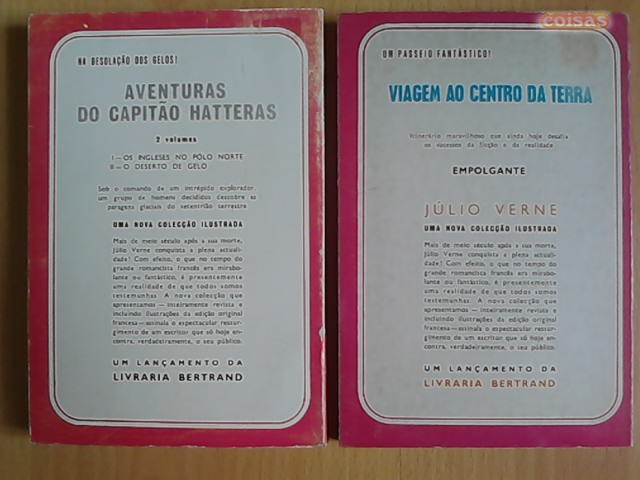 NA DESOLAÇÃO DOS GELOS!
AVENTURAS
DO CAPITÃO HATTERAS
2 volumes
I — OS INGLESES NO PÓLO NORTE
II — O DESERTO DE GELO
Sob o comando de um intrépido explorador,
um grupo de homens decididos descobre as
paragens glaciais do setentrião terrestre
UMA NOVA COLECÇÃO ILUSTRADA
Mais de meio século após a sua morte,
Júlio Verne conquista a plena actuali-
dade! Com efeito, o que no tempo do
grande romancista francês era mirabo-
lante ou fantástico, é presentemente
uma realidade de que todos somos
testemunhas. A nova colecção que
apresentamos — inteiramente revista e
incluindo ilustrações da edição original
francesa — assinala o espectacular ressur-
gimento de um escritor que só hoje en-
contra, verdadeiramente, o seu público.
UM LANÇAMENTO DA
LIVRARIA BERTRAND
coisas
UM PASSEIO FANTÁSTICO!
VIAGEM AO CENTRO DA TERRA
Itinerário maravilhoso que ainda hoje desafia
os sucessos da ficção e da realidade
EMPOLGANTE
JÚLIO VERNE
UMA NOVA COLECÇÃO ILUSTRADA
Mais de meio século após a sua morte,
Júlio Verne conquista a plena actuali-
dade! Com efeito, o que no tempo do
grande romancista francês era mirabo-
lante ou fantástico, é presentemente
uma realidade de que todos somos
testemunhas. A nova colecção que
apresentamos — inteiramente revista e
incluindo ilustrações da edição original
francesa — assinala o espectacular ressur-
gimento de um escritor que só hoje en-
contra, verdadeiramente, o seu público.
UM LANÇAMENTO DA
LIVRARIA BERTRAND